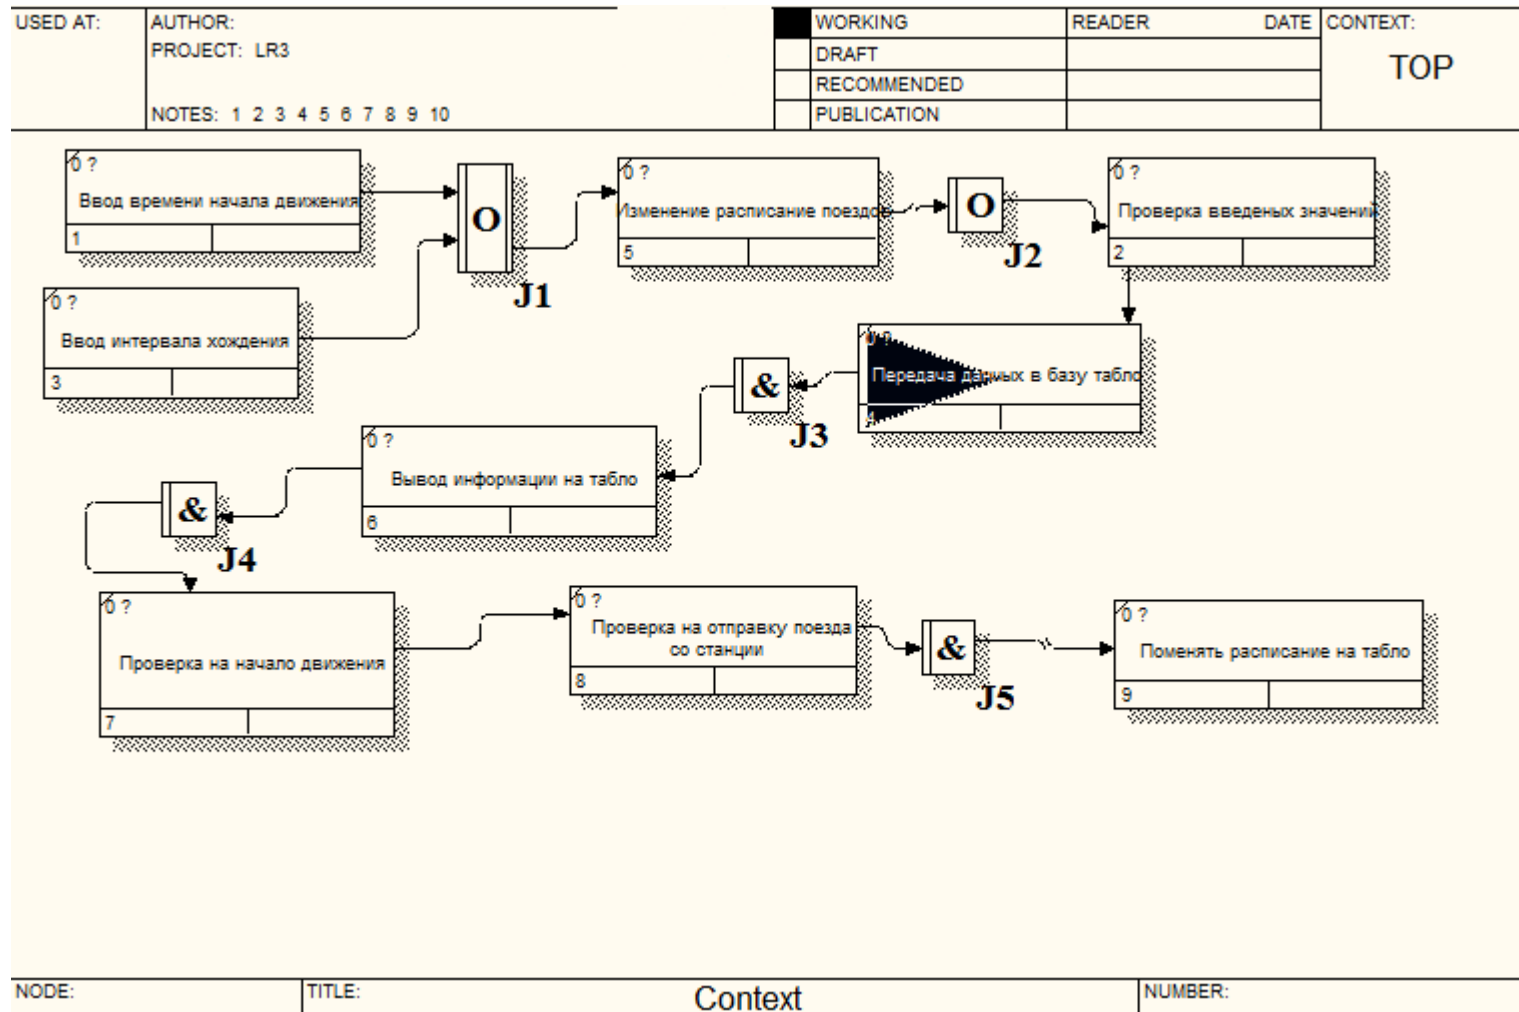 USED AT:
AUTHOR:
PROJECT: LR3
NOTES: 1 2 3 4 5 6 7 8 9 10
WORKING
DRAFT
RECOMMENDED
PUBLICATION
READER DATE
CONTEXT:
TOP
0 ?
Ввод времени начала движения
1
0 ?
Ввод интервала хождения
3
O
J1
0 ?
Изменение расписание поездов
5
O
J2
0 ?
Проверка введеных значений
2
0 ?
Передача данных в базу табло
4
&
J3
0 ?
Вывод информации на табло
6
&
J4
0 ?
Проверка на начало движения
7
0 ?
Проверка на отправку поезда
со станции
8
&
J5
0 ?
Поменять расписание на табло
9
NODE:
TITLE:
Context
NUMBER: